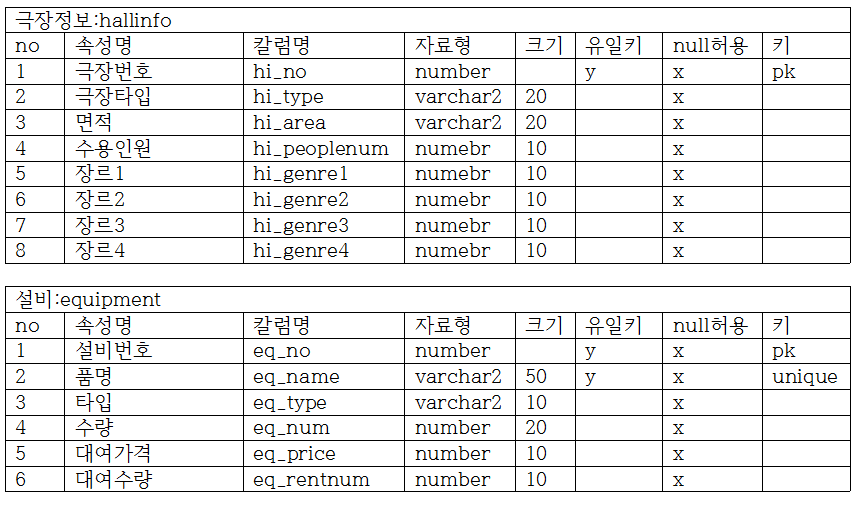 극장정보:hallinfo
no 속성명 칼럼명 자료형 크기 유일키 null허용 키
1 극장번호 hi_no number y x pk
2 극장타입 hi_type varchar2 20 x
3 면적 hi_area varchar2 20 x
4 수용인원 hi_peoplenum numebr 10 x
5 장르1 hi_genre1 numebr 10 x
6 장르2 hi_genre2 numebr 10 x
7 장르3 hi_genre3 numebr 10 x
8 장르4 hi_genre4 numebr 10 x
설비:equipment
no 속성명 칼럼명 자료형 크기 유일키 null허용 키
1 설비번호 eq_no number y x pk
2 품명 eq_name varchar2 50 y x unique
3 타입 eq_type varchar2 10 x
4 수량 eq_num number 20 x
5 대여가격 eq_price number 10 x
6 대여수량 eq_rentnum number 10 x